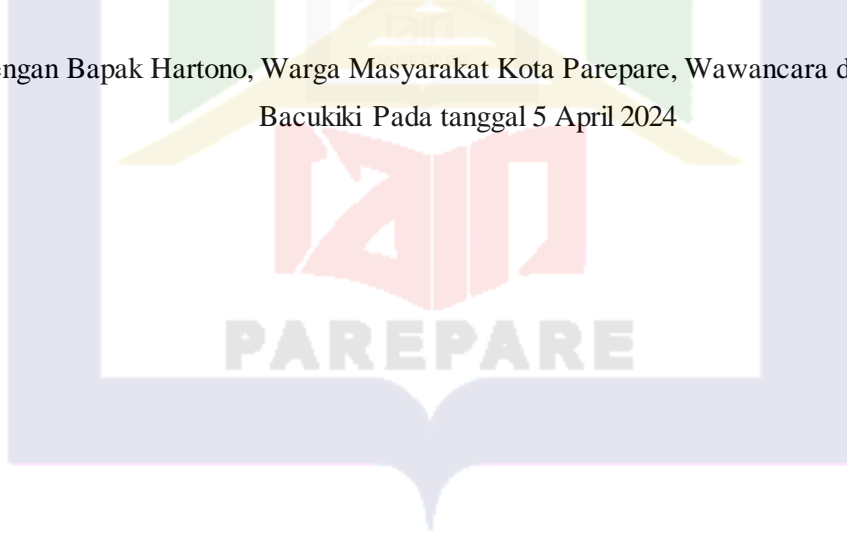 engan Bapak Hartono, Warga Masyarakat Kota Parepare, Wawancara d
Bacukiki Pada tanggal 5 April 2024
PAREPARE